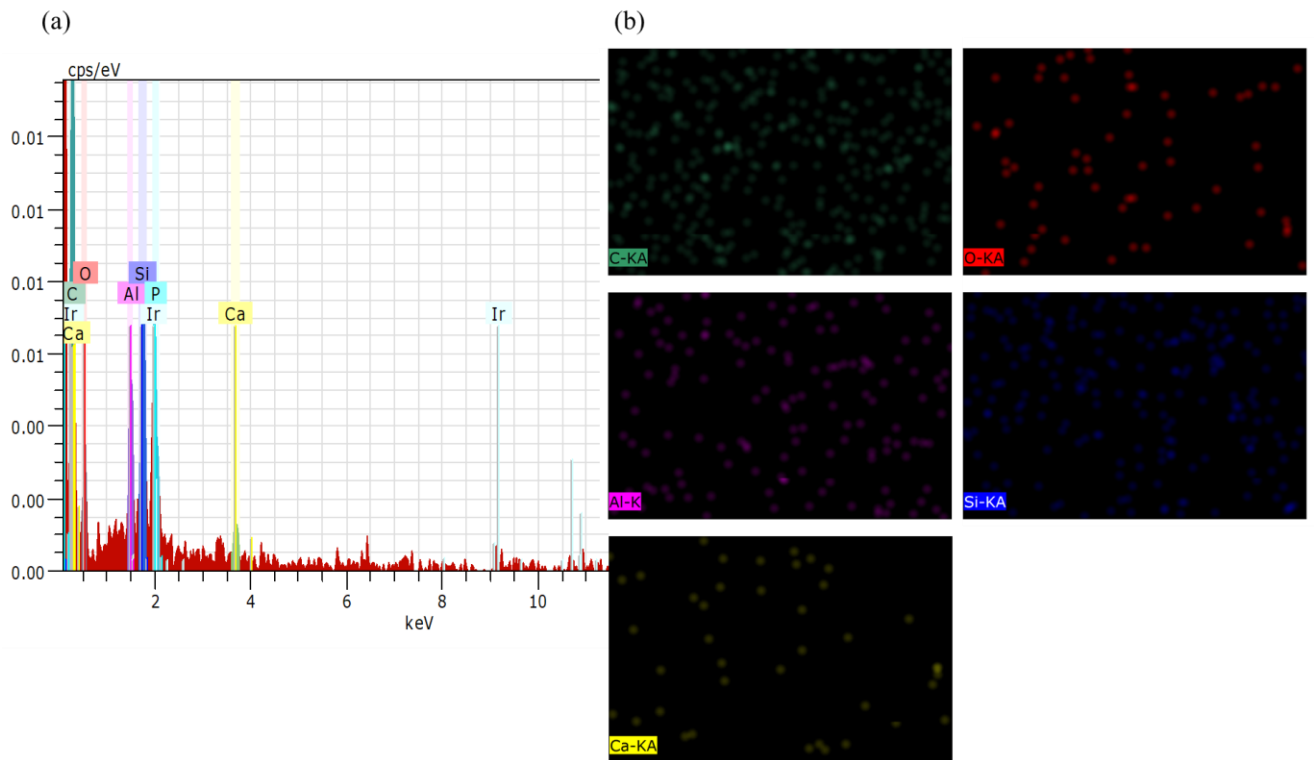 (a)
(b)
cps/eV
0.01
0.01
0.01
0.01
0.00
0.00
0.00
O
Si
C
Al
P
Ir
Ir
Ca
Ca
Ir
2
4
6
8
10
keV
C-KA
O-KA
Al-K
Si-KA
Ca-KA